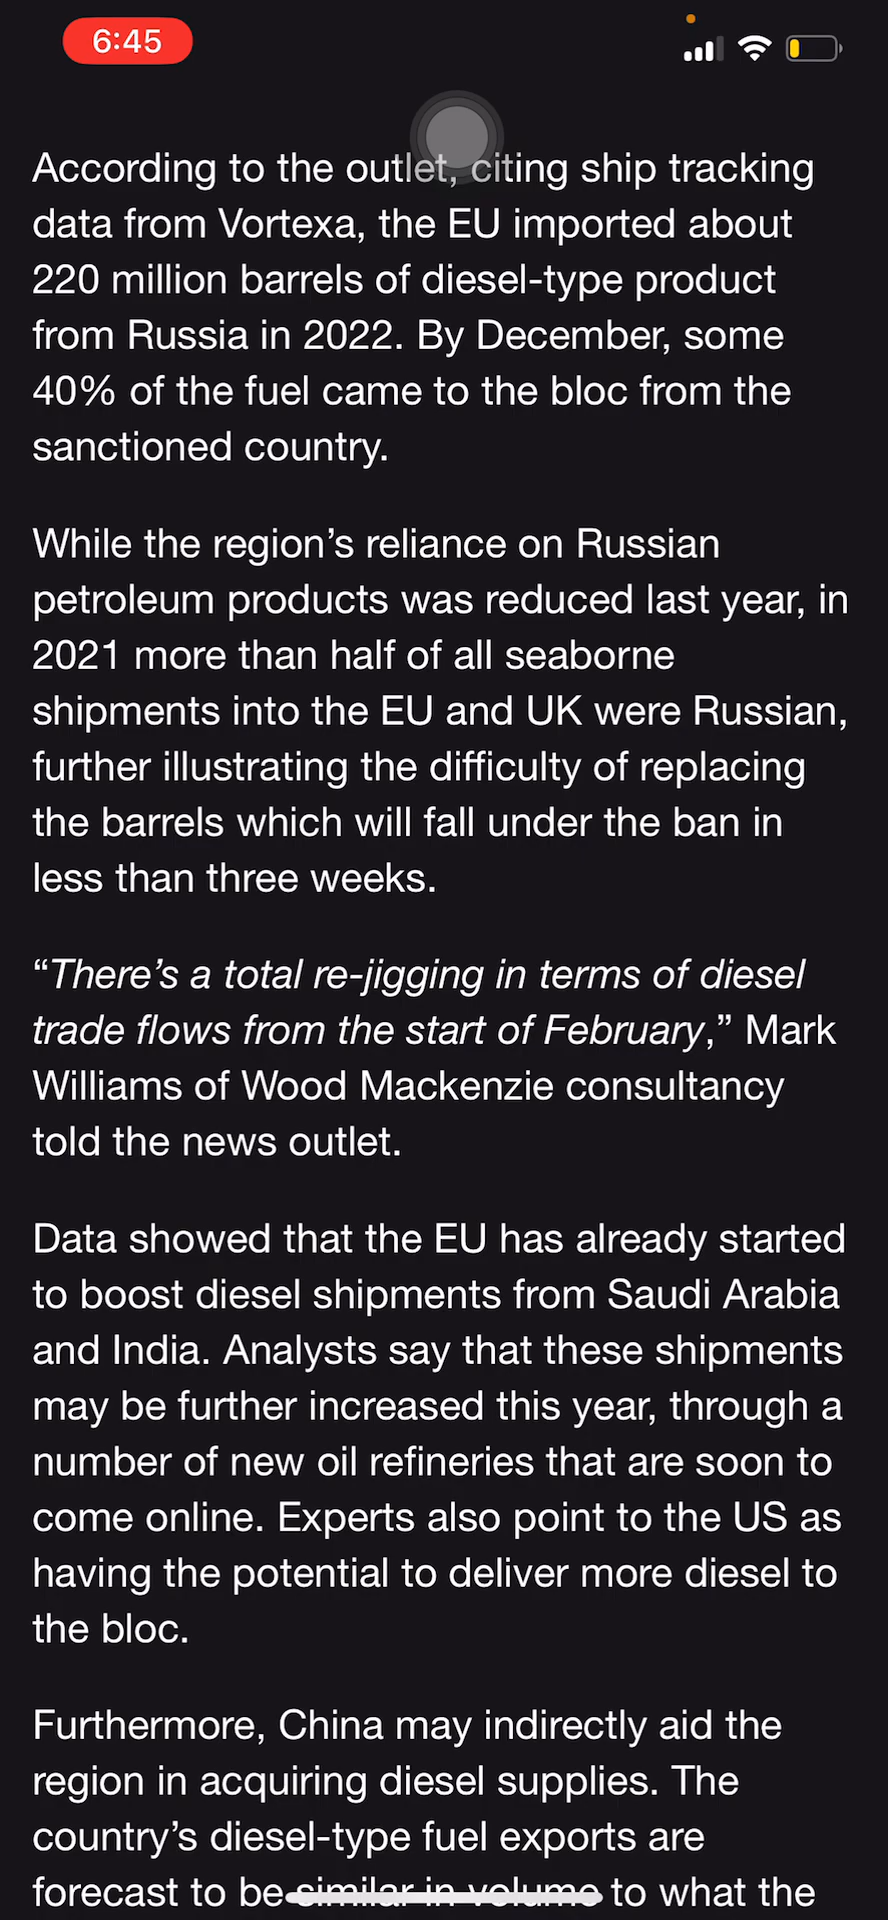 6:45
According to the outlet, citing ship tracking
data from Vortexa, the EU imported about
220 million barrels of diesel-type product
from Russia in 2022. By December, some
40% of the fuel came to the bloc from the
sanctioned country.
While the region’s reliance on Russian
petroleum products was reduced last year, in
2021 more than half of all seaborne
shipments into the EU and UK were Russian,
further illustrating the difficulty of replacing
the barrels which will fall under the ban in
less than three weeks.
“There’s a total re-jigging in terms of diesel
trade flows from the start of February,” Mark
Williams of Wood Mackenzie consultancy
told the news outlet.
Data showed that the EU has already started
to boost diesel shipments from Saudi Arabia
and India. Analysts say that these shipments
may be further increased this year, through a
number of new oil refineries that are soon to
come online. Experts also point to the US as
having the potential to deliver more diesel to
the bloc.
Furthermore, China may indirectly aid the
region in acquiring diesel supplies. The
country’s diesel-type fuel exports are
forecast to be similar in volume to what the